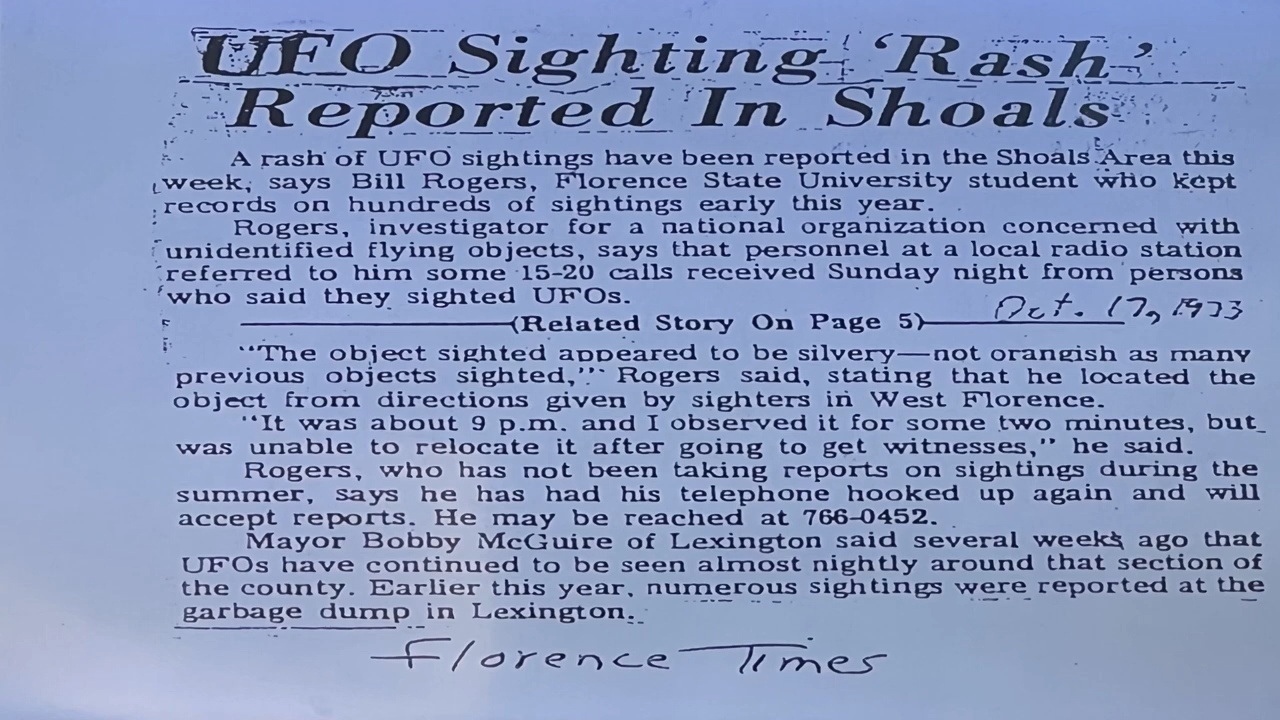 UFO Sighting 'Rash'
Reported In Shoals
A rash of UFO sightings have been reported in the Shoals Area this
week, says Bill Rogers, Florence State University student who kept
records on hundreds of sightings early this year.
Rogers, investigator for a national organization concerned with
unidentified flying objects, says that personnel at a local radio station
referred to him some 15-20 calls received Sunday night from persons
who said they sighted UFOs.
Oct. 17, 1973
(Related Story On Page 5)
"The object sighted appeared to be silvery—not orangish as many
previous objects sighted," Rogers said, stating that he located the
object from directions given by sighters in West Florence.
"It was about 9 p.m. and I observed it for some two minutes, but
was unable to relocate it after going to get witnesses," he said.
Rogers, who has not been taking reports on sightings during the
summer, says he has had his telephone hooked up again and will
accept reports. He may be reached at 766-0452.
Mayor Bobby McGuire of Lexington said several weeks ago that
UFOs have continued to be seen almost nightly around that section of
the county. Earlier this year, numerous sightings were reported at the
garbage dump in Lexington.
Florence Times